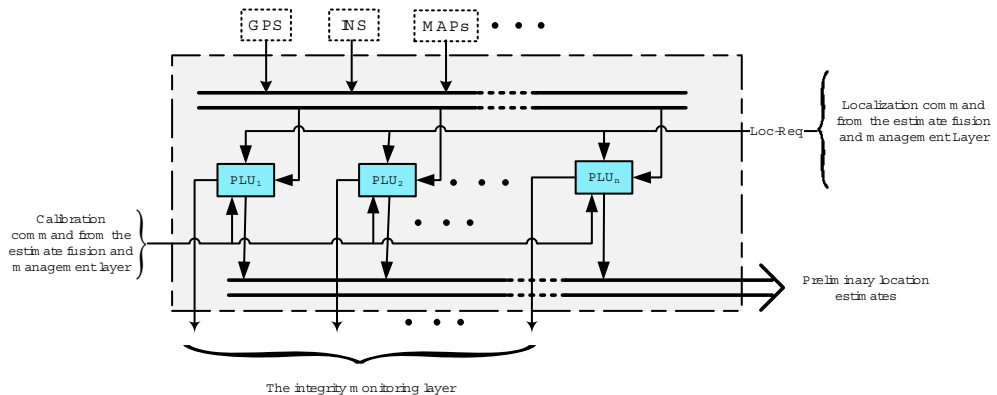 GPS
INS
MAPs
Localization command
from the estimate fusion
and management Layer
Loc-Req
PLU1
PLU2
PLUn
Calibration
command from the
estimate fusion and
management layer
Preliminary location
estimates
The integrity monitoring layer